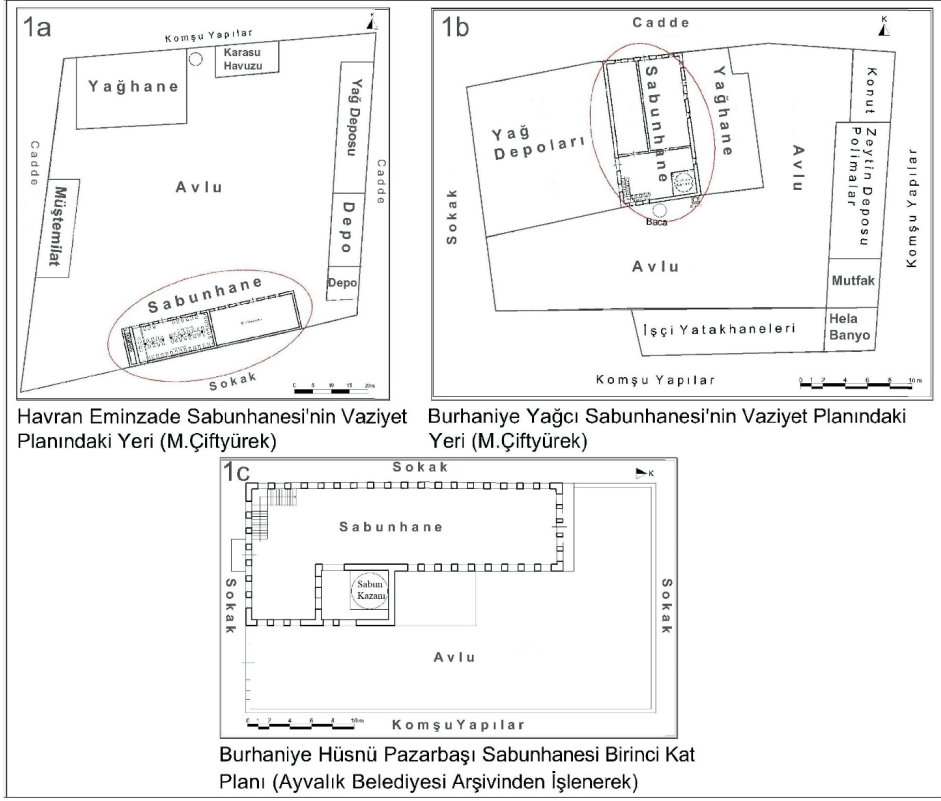 1a
K
Komşu Yapılar
Karasu
Havuzu
Yağhane
Yağ Deposu
Cadde
Cadde
Avlu
Müştemilat
Depo
Depo
Sabunhane
Sokak
0 5 10 15 20m
Havran Eminzade Sabunhanesi'nin Vaziyet
Planındaki Yeri (M.Çiftyürek)
1b
Cadde
K
Sabunhane
Yağhane
Konut
Yağ
Depoları
Avlu
Zeytin Deposu
Polimalar
Komşu Yapılar
Sokak
Baca
Avlu
Mutfak
İşçi Yatakhaneleri
Hela
Banyo
Komşu Yapılar
0 1 2 4 6 8 10 m
Burhaniye Yağcı Sabunhanesi'nin Vaziyet Planındaki
Yeri (M.Çiftyürek)
1c
Sokak
K
Sabunhane
Sabun
Kazanı
Sokak
Sokak
Avlu
0 1 2 4 6 8 10m
Komşu Yapılar
Burhaniye Hüsnü Pazarbaşı Sabunhanesi Birinci Kat
Planı (Ayvalık Belediyesi Arşivinden İşlenerek)